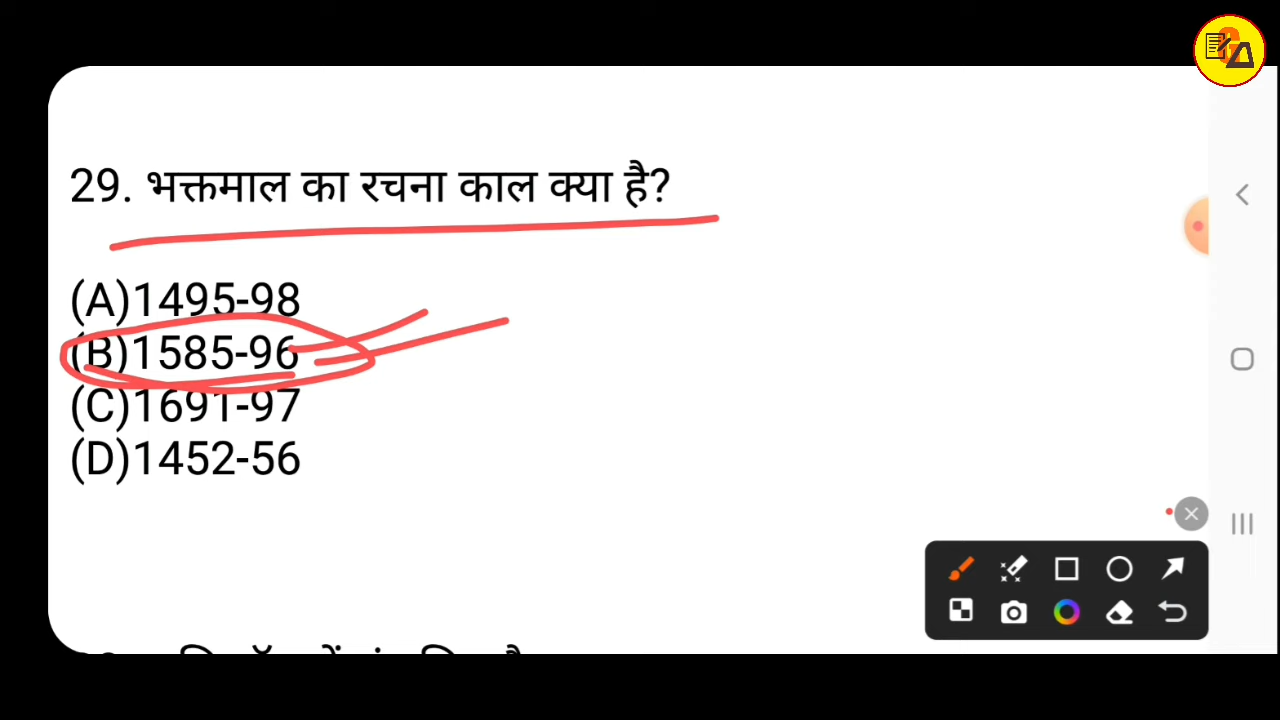 29. भक्तमाल का रचना काल क्या है?
(A)1495-98
(B)1585-96
(C)1691-97
(D)1452-56